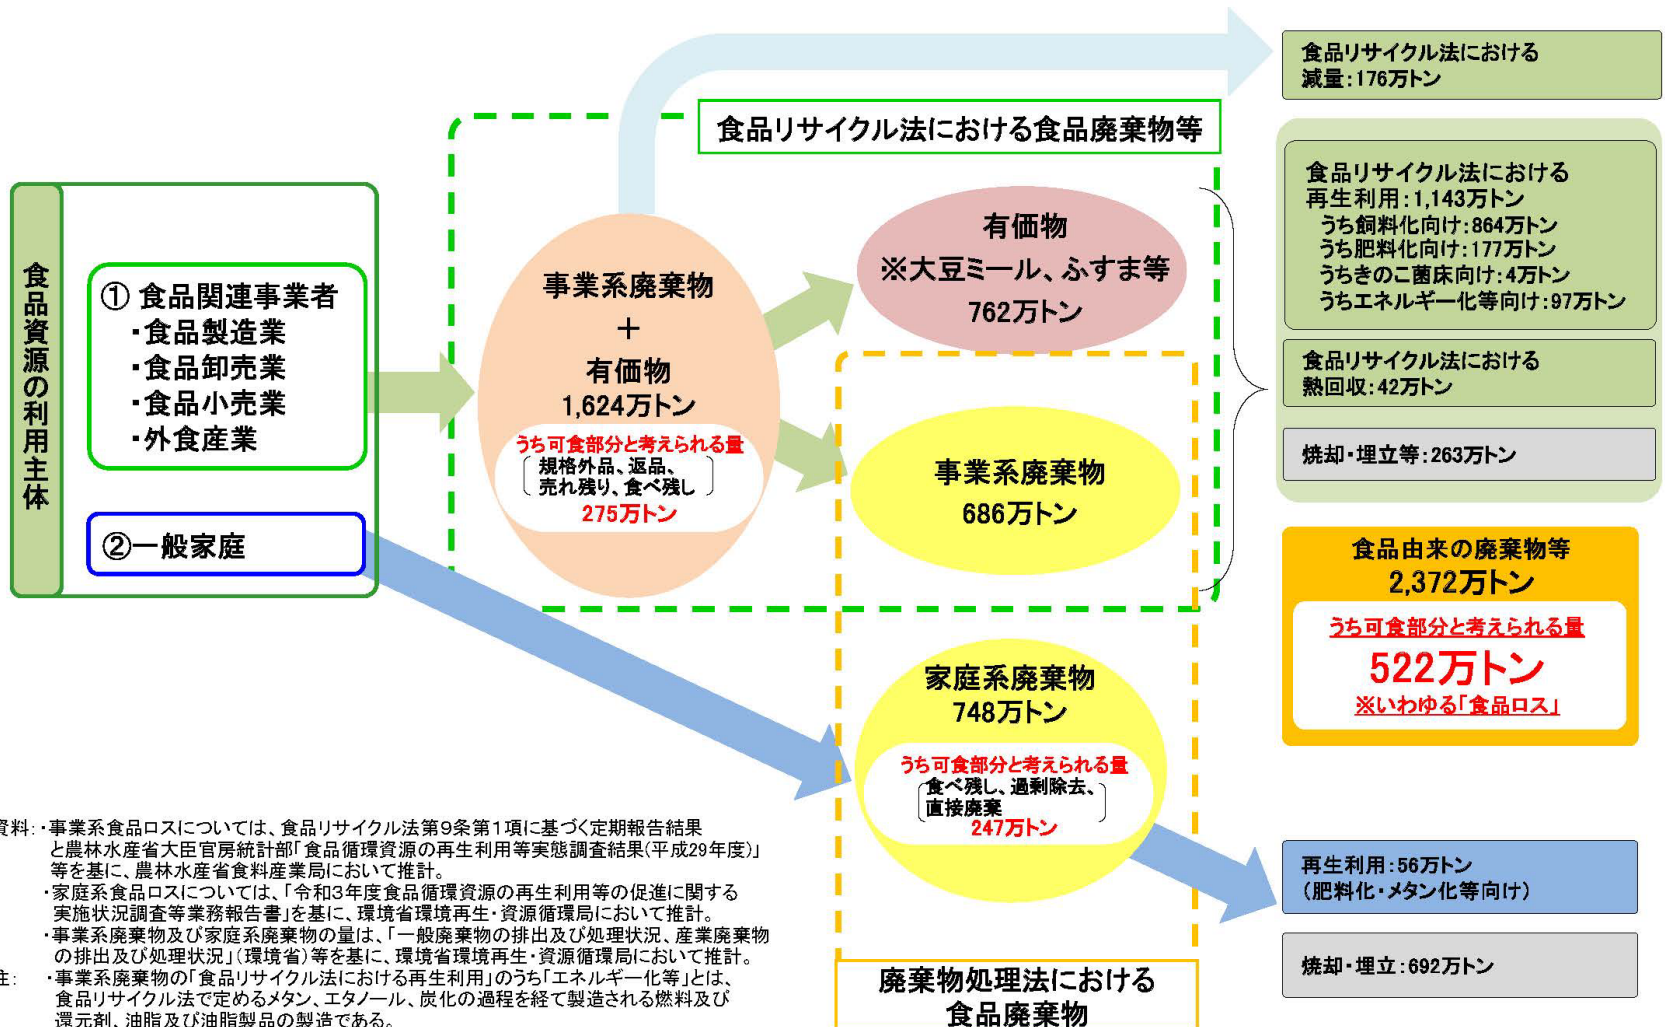 食品資源の利用主体
① 食品関連事業者
・食品製造業
・食品卸売業
・食品小売業
・外食産業
②一般家庭
食品リサイクル法における食品廃棄物等
事業系廃棄物
+
有価物
1,624万トン
うち可食部分と考えられる量
規格外品、返品、
売れ残り、食べ残し
275万トン
有価物
※大豆ミール、ふすま等
762万トン
事業系廃棄物
686万トン
家庭系廃棄物
748万トン
うち可食部分と考えられる量
食べ残し、過剰除去、
直接廃棄
247万トン
廃棄物処理法における
食品廃棄物
食品リサイクル法における
減量:176万トン
食品リサイクル法における
再生利用:1,143万トン
うち飼料化向け:864万トン
うち肥料化向け:177万トン
うちきのこ菌床向け:4万トン
うちエネルギー化等向け:97万トン
食品リサイクル法における
熱回収:42万トン
焼却・埋立等:263万トン
食品由来の廃棄物等
2,372万トン
うち可食部分と考えられる量
522万トン
※いわゆる「食品ロス」
再生利用:56万トン
(肥料化・メタン化等向け)
焼却・埋立:692万トン
資料:・事業系食品ロスについては、食品リサイクル法第9条第1項に基づく定期報告結果
と農林水産省大臣官房統計部「食品循環資源の再生利用等実態調査結果(平成29年度)」
等を基に、農林水産省食料産業局において推計。
・家庭系食品ロスについては、「令和3年度食品循環資源の再生利用等の促進に関する
実施状況調査等業務報告書」を基に、環境省環境再生・資源循環局において推計。
・事業系廃棄物及び家庭系廃棄物の量は、「一般廃棄物の排出及び処理状況、産業廃棄物
の排出及び処理状況」(環境省)等を基に、環境省環境再生・資源循環局において推計。
注: ・事業系廃棄物の「食品リサイクル法における再生利用」のうち「エネルギー化等」とは、
食品リサイクル法で定めるメタン、エタノール、炭化の過程を経て製造される燃料及び
還元剤、油脂及び油脂製品の製造である。